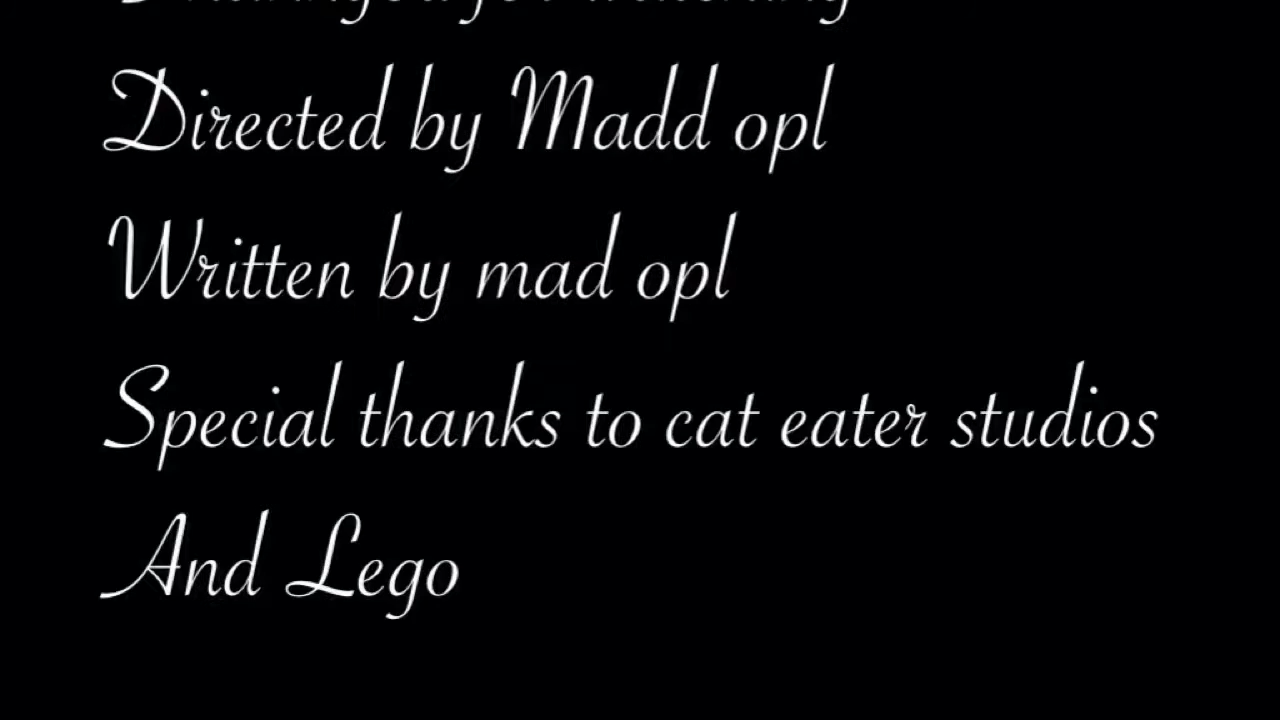 Directed by Madd opl
Written by mad opl
Special thanks to cat eater studios
And Lego